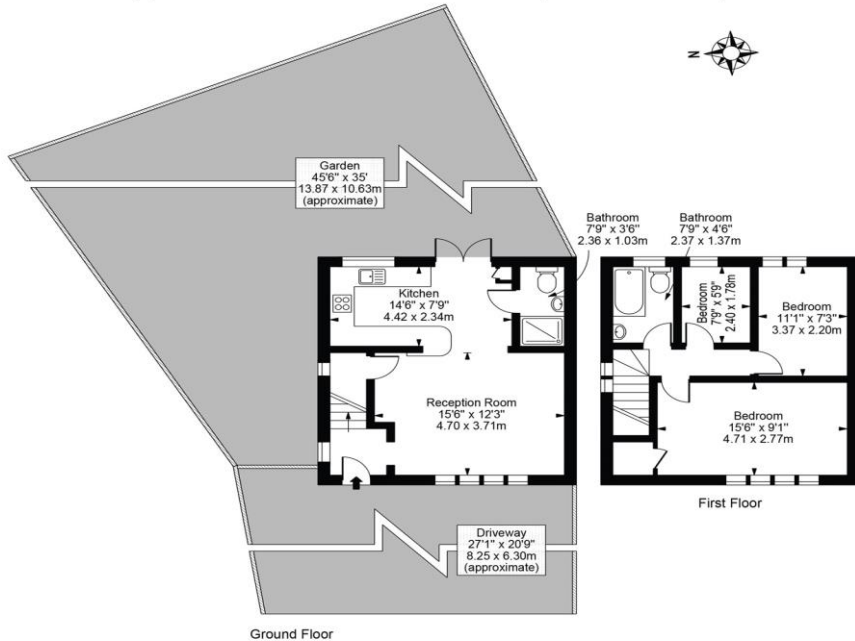 N
Garden
45'6" x 35'
13.87 x 10.63m
(approximate)
Bathroom
7'9" x 3'6"
2.36 x 1.03m
Bathroom
7'9" x 4'6"
2.37 x 1.37m
Kitchen
14'6" x 7'9"
4.42 x 2.34m
Bedroom
7'9" x 5'9"
2.40 x 1.78m
Bedroom
11'1" x 7'3"
3.37 x 2.20m
Reception Room
15'6" x 12'3"
4.70 x 3.71m
Bedroom
15'6" x 9'1"
4.71 x 2.77m
First Floor
Driveway
27'1" x 20'9"
8.25 x 6.30m
(approximate)
Ground Floor